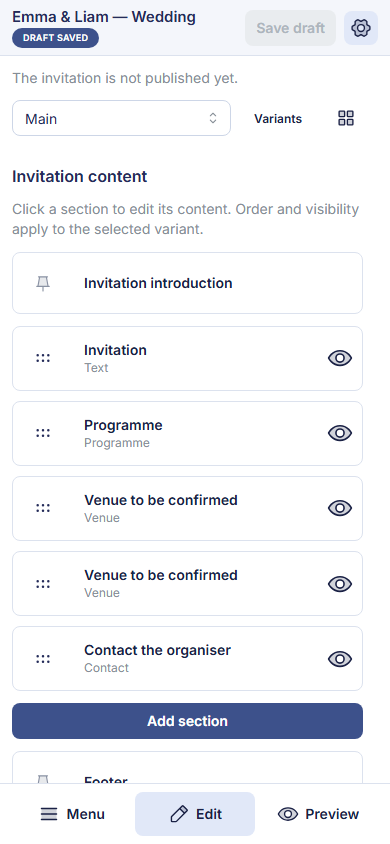 Emma & Liam — Wedding
DRAFT SAVED
Save draft
The invitation is not published yet.
Main
Variants
Invitation content
Click a section to edit its content. Order and visibility
apply to the selected variant.
Invitation introduction
Invitation
Text
Programme
Programme
Venue to be confirmed
Venue
Venue to be confirmed
Venue
Contact the organiser
Contact
Add section
Footer
Menu
Edit
Preview